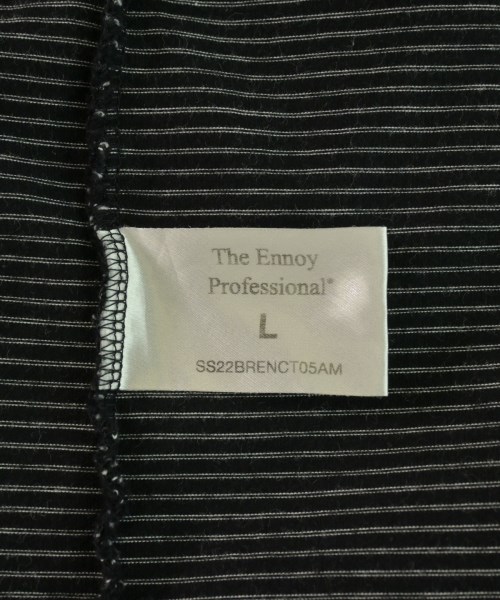 The Ennoy
Professional®
L
SS22BRENCT05AM